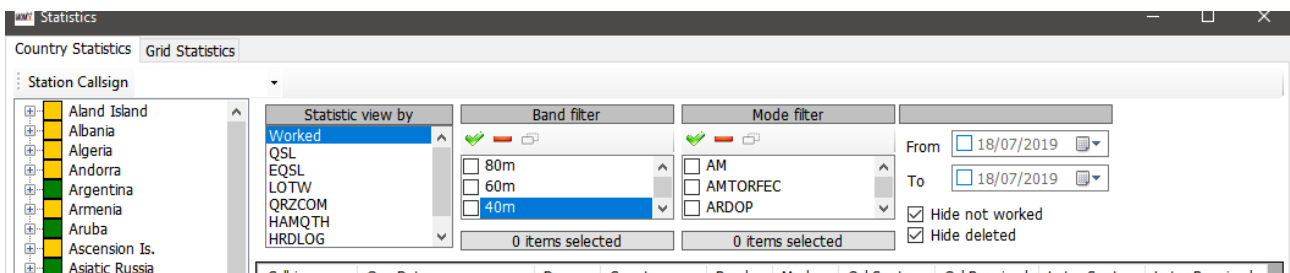 Statistics
Country Statistics Grid Statistics
Station Callsign
Aland Island
Albania
Algeria
Andorra
Argentina
Armenia
Aruba
Ascension Is.
Asiatic Russia
Statistic view by
Worked
QSL
EQSL
LOTW
QRZCOM
HAMQTH
HRDLOG
Band filter
80m
60m
40m
0 items selected
Mode filter
AM
AMTORFEC
ARDOP
0 items selected
From 18/07/2019
To 18/07/2019
Hide not worked
Hide deleted